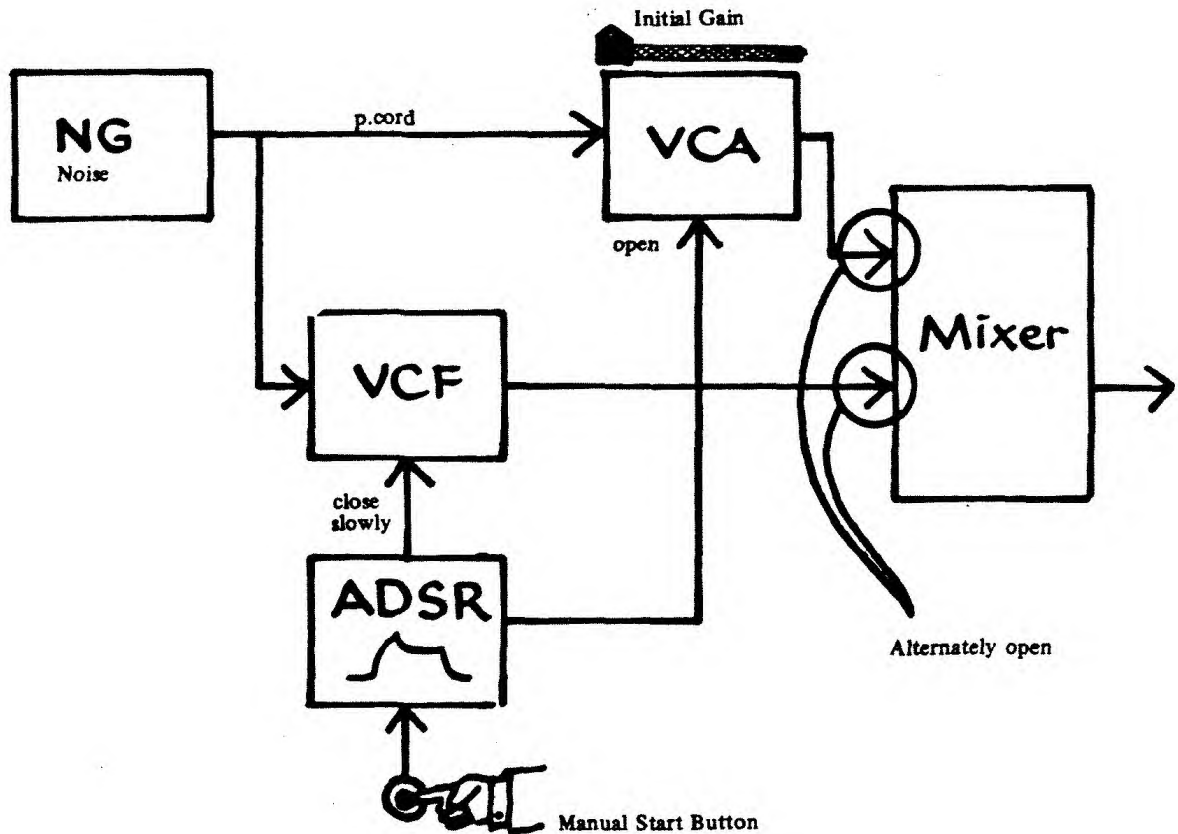 Initial Gain
NG
Noise
p.cord
VCA
open
Mixer
VCF
close
slowly
ADSR
Alternately open
Manual Start Button